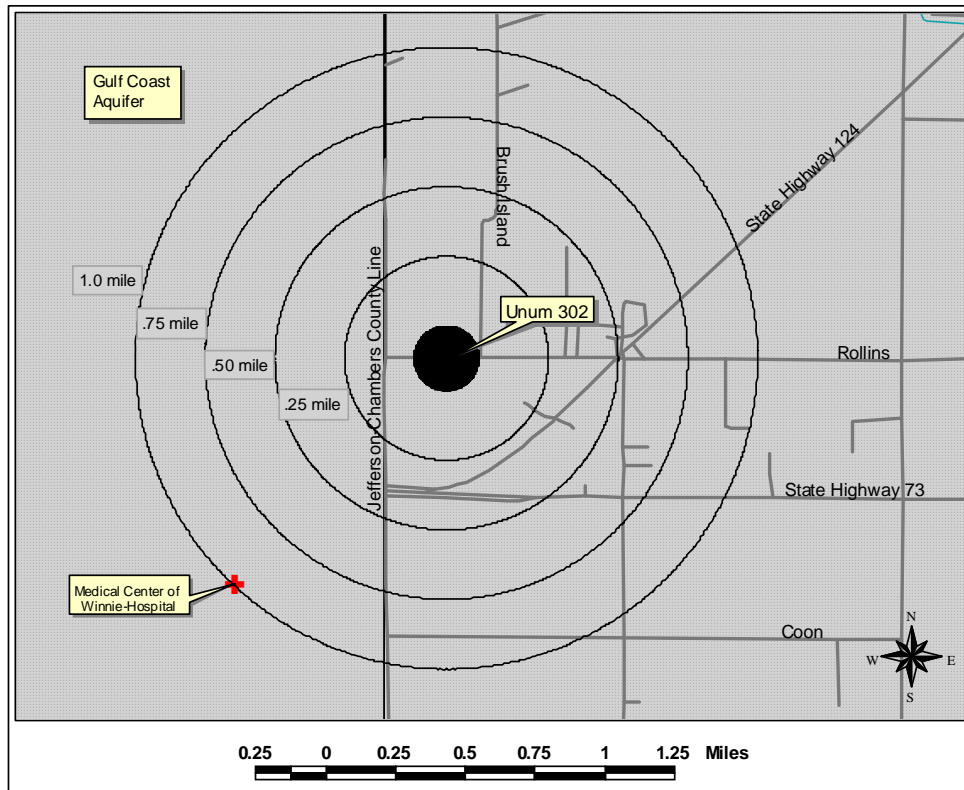 Gulf Coast
Aquifer
Brush Island
State Highway 124
1.0 mile
Unum 302
.75 mile
Rollins
.50 mile
.25 mile
Jefferson-Chambers County Line
State Highway 73
Medical Center of
Winnie-Hospital
Coon
N
W E
S
0.25 0 0.25 0.5 0.75 1 1.25 Miles